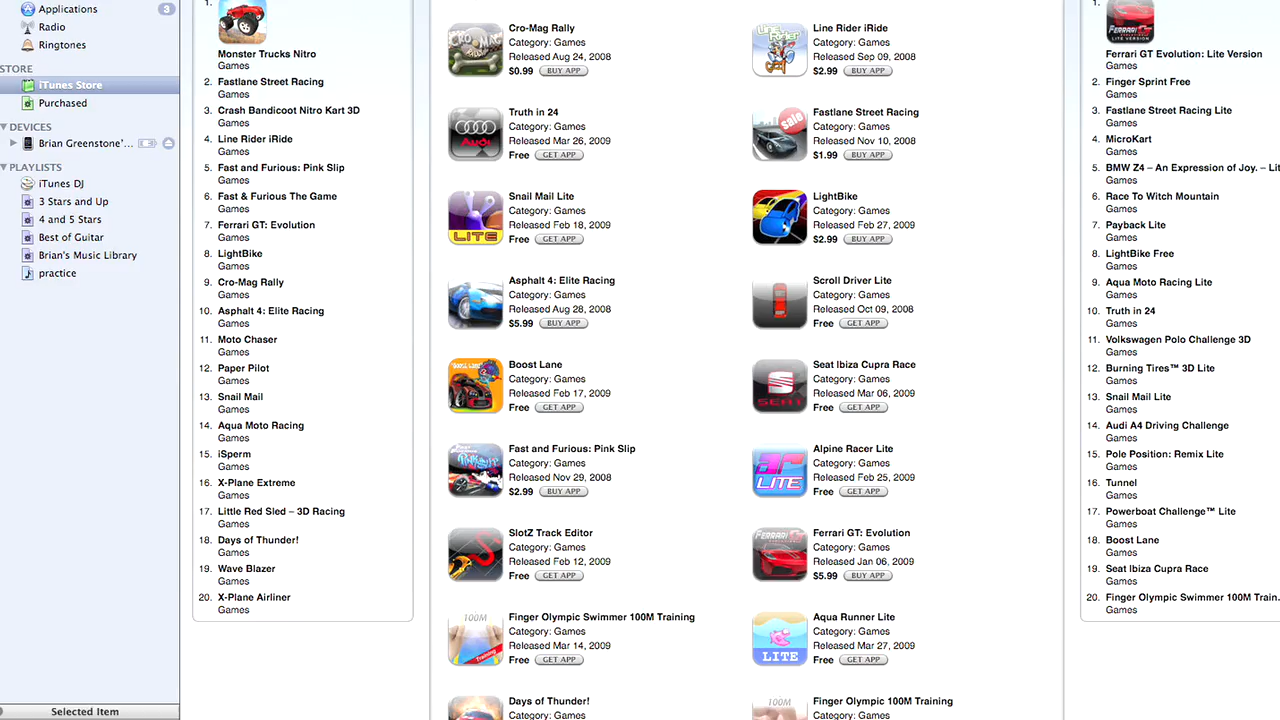 Applications
3
Radio
Ringtones
STORE
iTunes Store
Purchased
DEVICES
Brian Greenstone'...
PLAYLISTS
iTunes DJ
3 Stars and Up
4 and 5 Stars
Best of Guitar
Brian's Music Library
practice
Selected Item
1.
Monster Trucks Nitro
Games
2. Fastlane Street Racing
Games
3. Crash Bandicoot Nitro Kart 3D
Games
4. Line Rider iRide
Games
5. Fast and Furious: Pink Slip
Games
6. Fast & Furious The Game
Games
7. Ferrari GT: Evolution
Games
8. LightBike
Games
9. Cro-Mag Rally
Games
10. Asphalt 4: Elite Racing
Games
11. Moto Chaser
Games
12. Paper Pilot
Games
13. Snail Mail
Games
14. Aqua Moto Racing
Games
15. iSperm
Games
16. X-Plane Extreme
Games
17. Little Red Sled – 3D Racing
Games
18. Days of Thunder!
Games
19. Wave Blazer
Games
20. X-Plane Airliner
Games
Cro-Mag Rally
Category: Games
Released Aug 24, 2008
$0.99 BUY APP
Line Rider iRide
Category: Games
Released Sep 09, 2008
$2.99 BUY APP
Audi
Truth in 24
Category: Games
Released Mar 26, 2009
Free GET APP
sale
Fastlane Street Racing
Category: Games
Released Nov 10, 2008
$1.99 BUY APP
LITE
Snail Mail Lite
Category: Games
Released Feb 18, 2009
Free GET APP
LightBike
Category: Games
Released Feb 27, 2009
$2.99 BUY APP
Asphalt 4: Elite Racing
Category: Games
Released Aug 28, 2008
$5.99 BUY APP
Scroll Driver Lite
Category: Games
Released Oct 09, 2008
Free GET APP
Boost Lane
Category: Games
Released Feb 17, 2009
Free GET APP
SEAT
Seat Ibiza Cupra Race
Category: Games
Released Mar 06, 2009
Free GET APP
Fast and Furious: Pink Slip
Category: Games
Released Nov 29, 2008
$2.99 BUY APP
ar
LITE
Alpine Racer Lite
Category: Games
Released Feb 25, 2009
Free GET APP
SlotZ Track Editor
Category: Games
Released Feb 12, 2009
Free GET APP
Ferrari GT: Evolution
Category: Games
Released Jan 06, 2009
$5.99 BUY APP
100M
Training
Finger Olympic Swimmer 100M Training
Category: Games
Released Mar 14, 2009
Free GET APP
LITE
Aqua Runner Lite
Category: Games
Released Mar 27, 2009
Free GET APP
Days of Thunder!
Category: Games
100M
Finger Olympic 100M Training
Category: Games
1.
Ferrari GT Evolution: Lite Version
Games
2. Finger Sprint Free
Games
3. Fastlane Street Racing Lite
Games
4. MicroKart
Games
5. BMW Z4 – An Expression of Joy. – Lit
Games
6. Race To Witch Mountain
Games
7. Payback Lite
Games
8. LightBike Free
Games
9. Aqua Moto Racing Lite
Games
10. Truth in 24
Games
11. Volkswagen Polo Challenge 3D
Games
12. Burning Tires™ 3D Lite
Games
13. Snail Mail Lite
Games
14. Audi A4 Driving Challenge
Games
15. Pole Position: Remix Lite
Games
16. Tunnel
Games
17. Powerboat Challenge™ Lite
Games
18. Boost Lane
Games
19. Seat Ibiza Cupra Race
Games
20. Finger Olympic Swimmer 100M Train...
Games